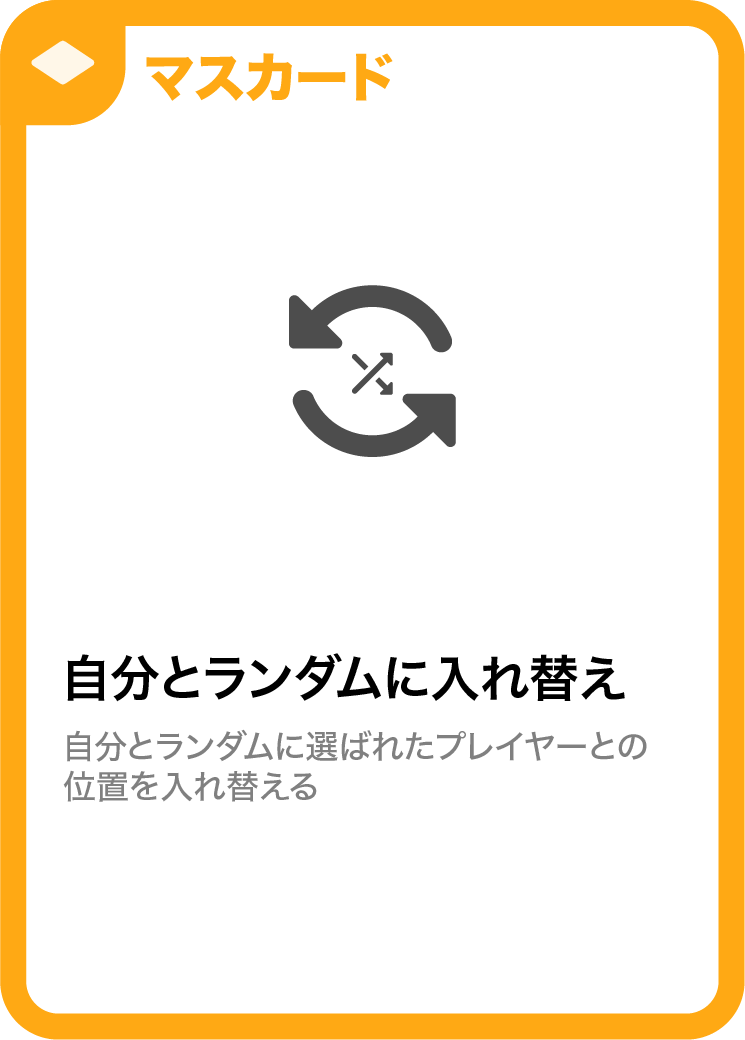 マスカード
自分とランダムに入れ替え
自分とランダムに選ばれたプレイヤーとの
位置を入れ替える